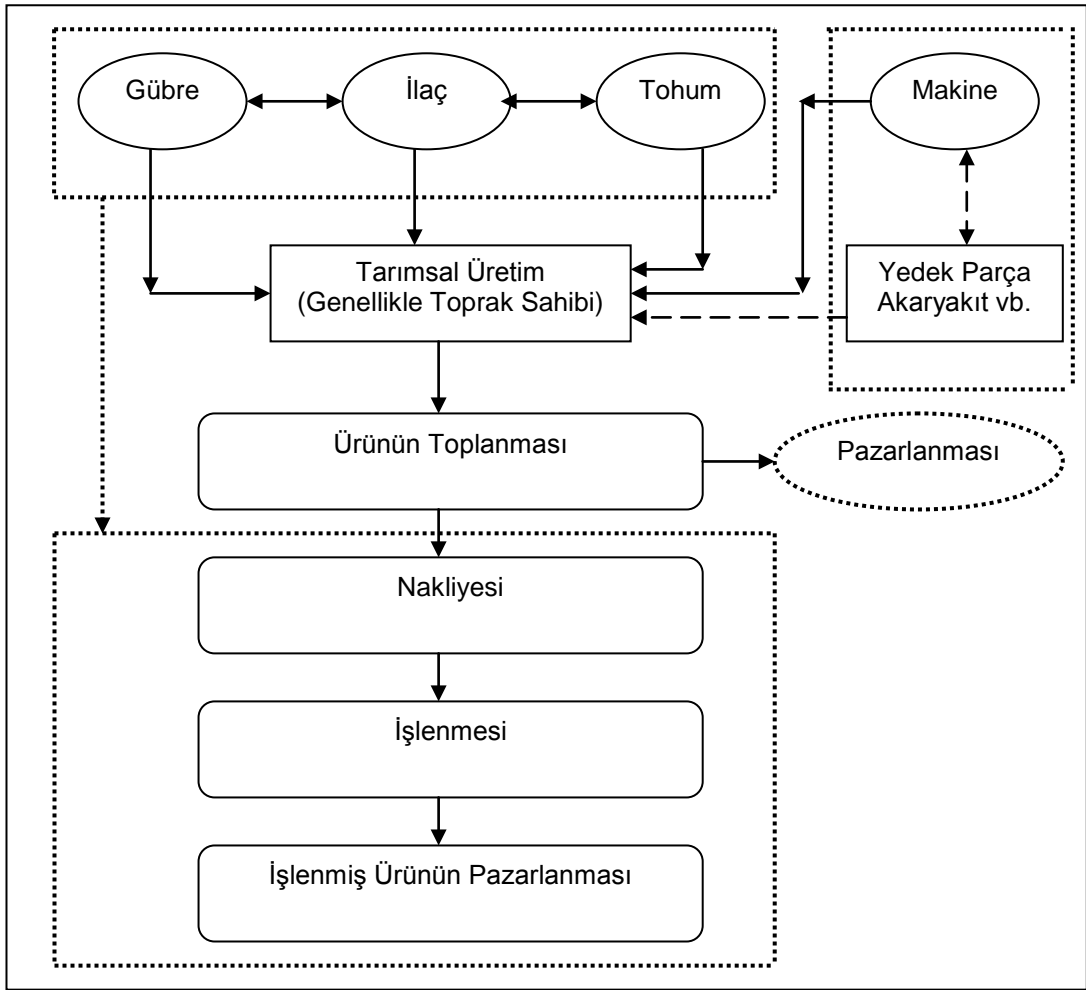 Gübre
İlaç
Tohum
Makine
Tarımsal Üretim
(Genellikle Toprak Sahibi)
Yedek Parça
Akaryakıt vb.
Ürünün Toplanması
Pazarlanması
Nakliyesi
İşlenmesi
İşlenmiş Ürünün Pazarlanması